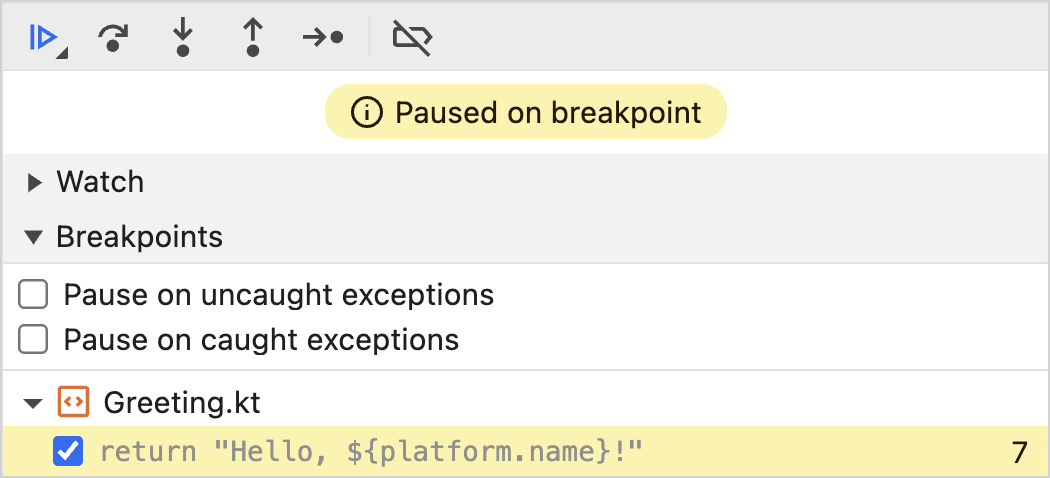 Paused on breakpoint
Watch
Breakpoints
Pause on uncaught exceptions
Pause on caught exceptions
Greeting.kt
return "Hello, ${platform.name}!" 7